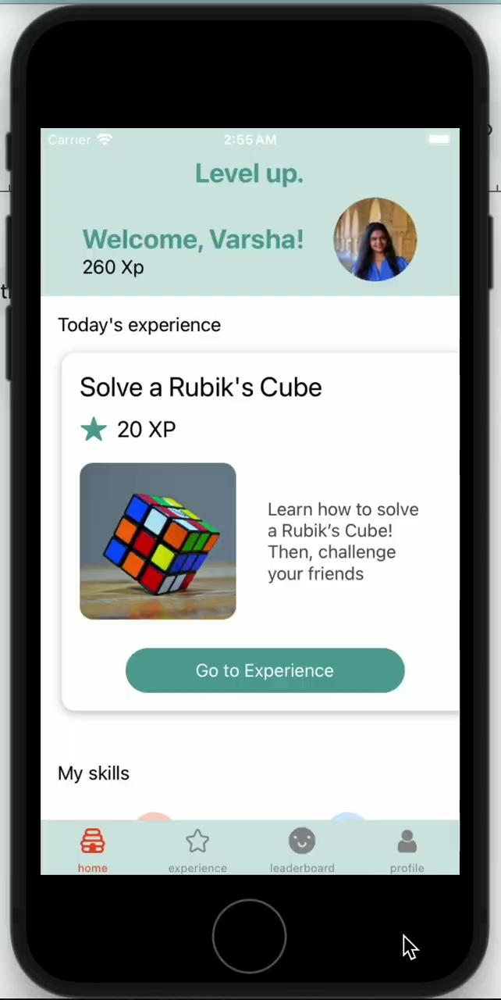 Carrier 2:55 AM
Level up.
Welcome, Varsha!
260 Xp
Today's experience
Solve a Rubik's Cube
20 XP
Learn how to solve
a Rubik’s Cube!
Then, challenge
your friends
Go to Experience
My skills
home experience leaderboard profile